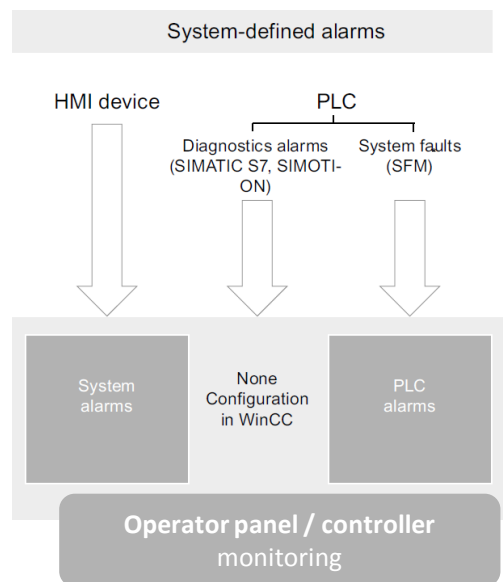 System-defined alarms
HMI device
PLC
Diagnostics alarms
(SIMATIC S7, SIMOTI-
ON)
System faults
(SFM)
System
alarms
None
Configuration
in WinCC
PLC
alarms
Operator panel / controller
monitoring